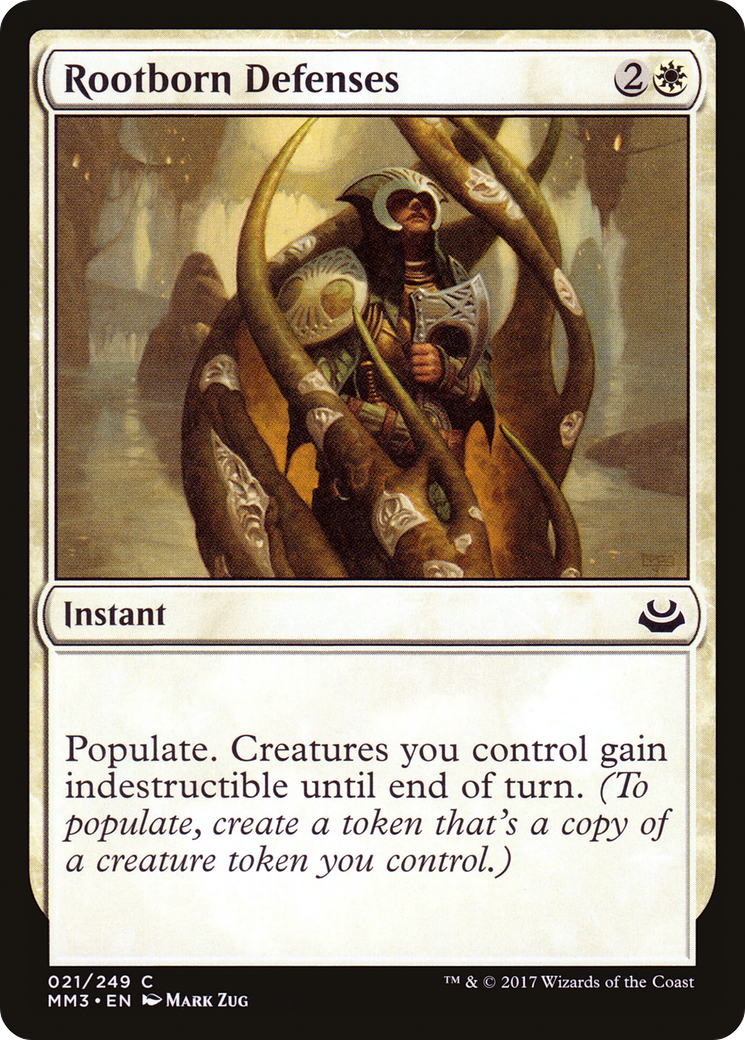 Rootborn Defenses 2
Instant
Populate. Creatures you control gain
indestructible until end of turn. (To
populate, create a token that's a copy of
a creature token you control.)
021/249 C
MM3 • EN Mark Zug
™ & © 2017 Wizards of the Coast